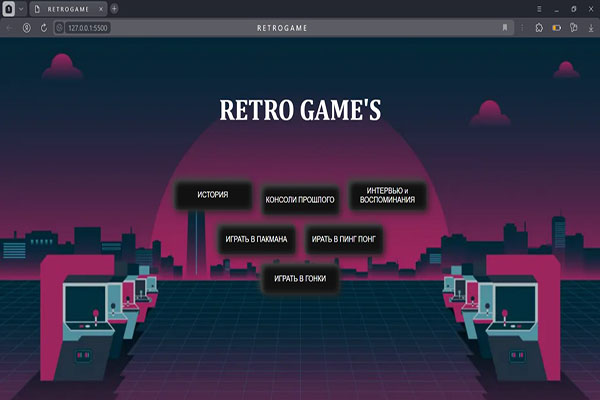 RETROGAME
127.0.0.1:5500
RETROGAME
RETRO GAME'S
ИСТОРИЯ
КОНСОЛИ ПРОШЛОГО
ИНТЕРВЬЮ и
ВОСПОМИНАНИЯ
ИГРАТЬ В ПАКМАНА
ИРАТЬ В ПИНГ ПОНГ
ИГРАТЬ В ГОНКИ